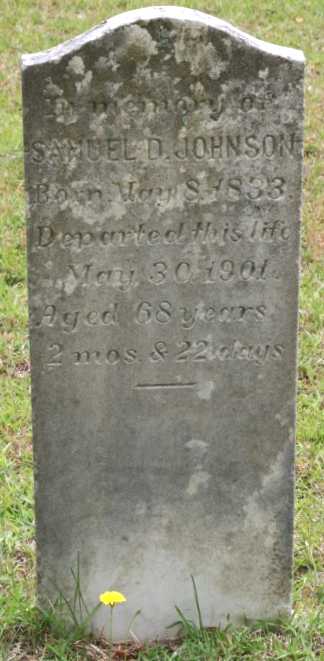 In memory of
SAMUEL D. JOHNSON
Born May 8, 1833.
Departed this life
May 30, 1901.
Aged 68 years
2 mos. & 22 days